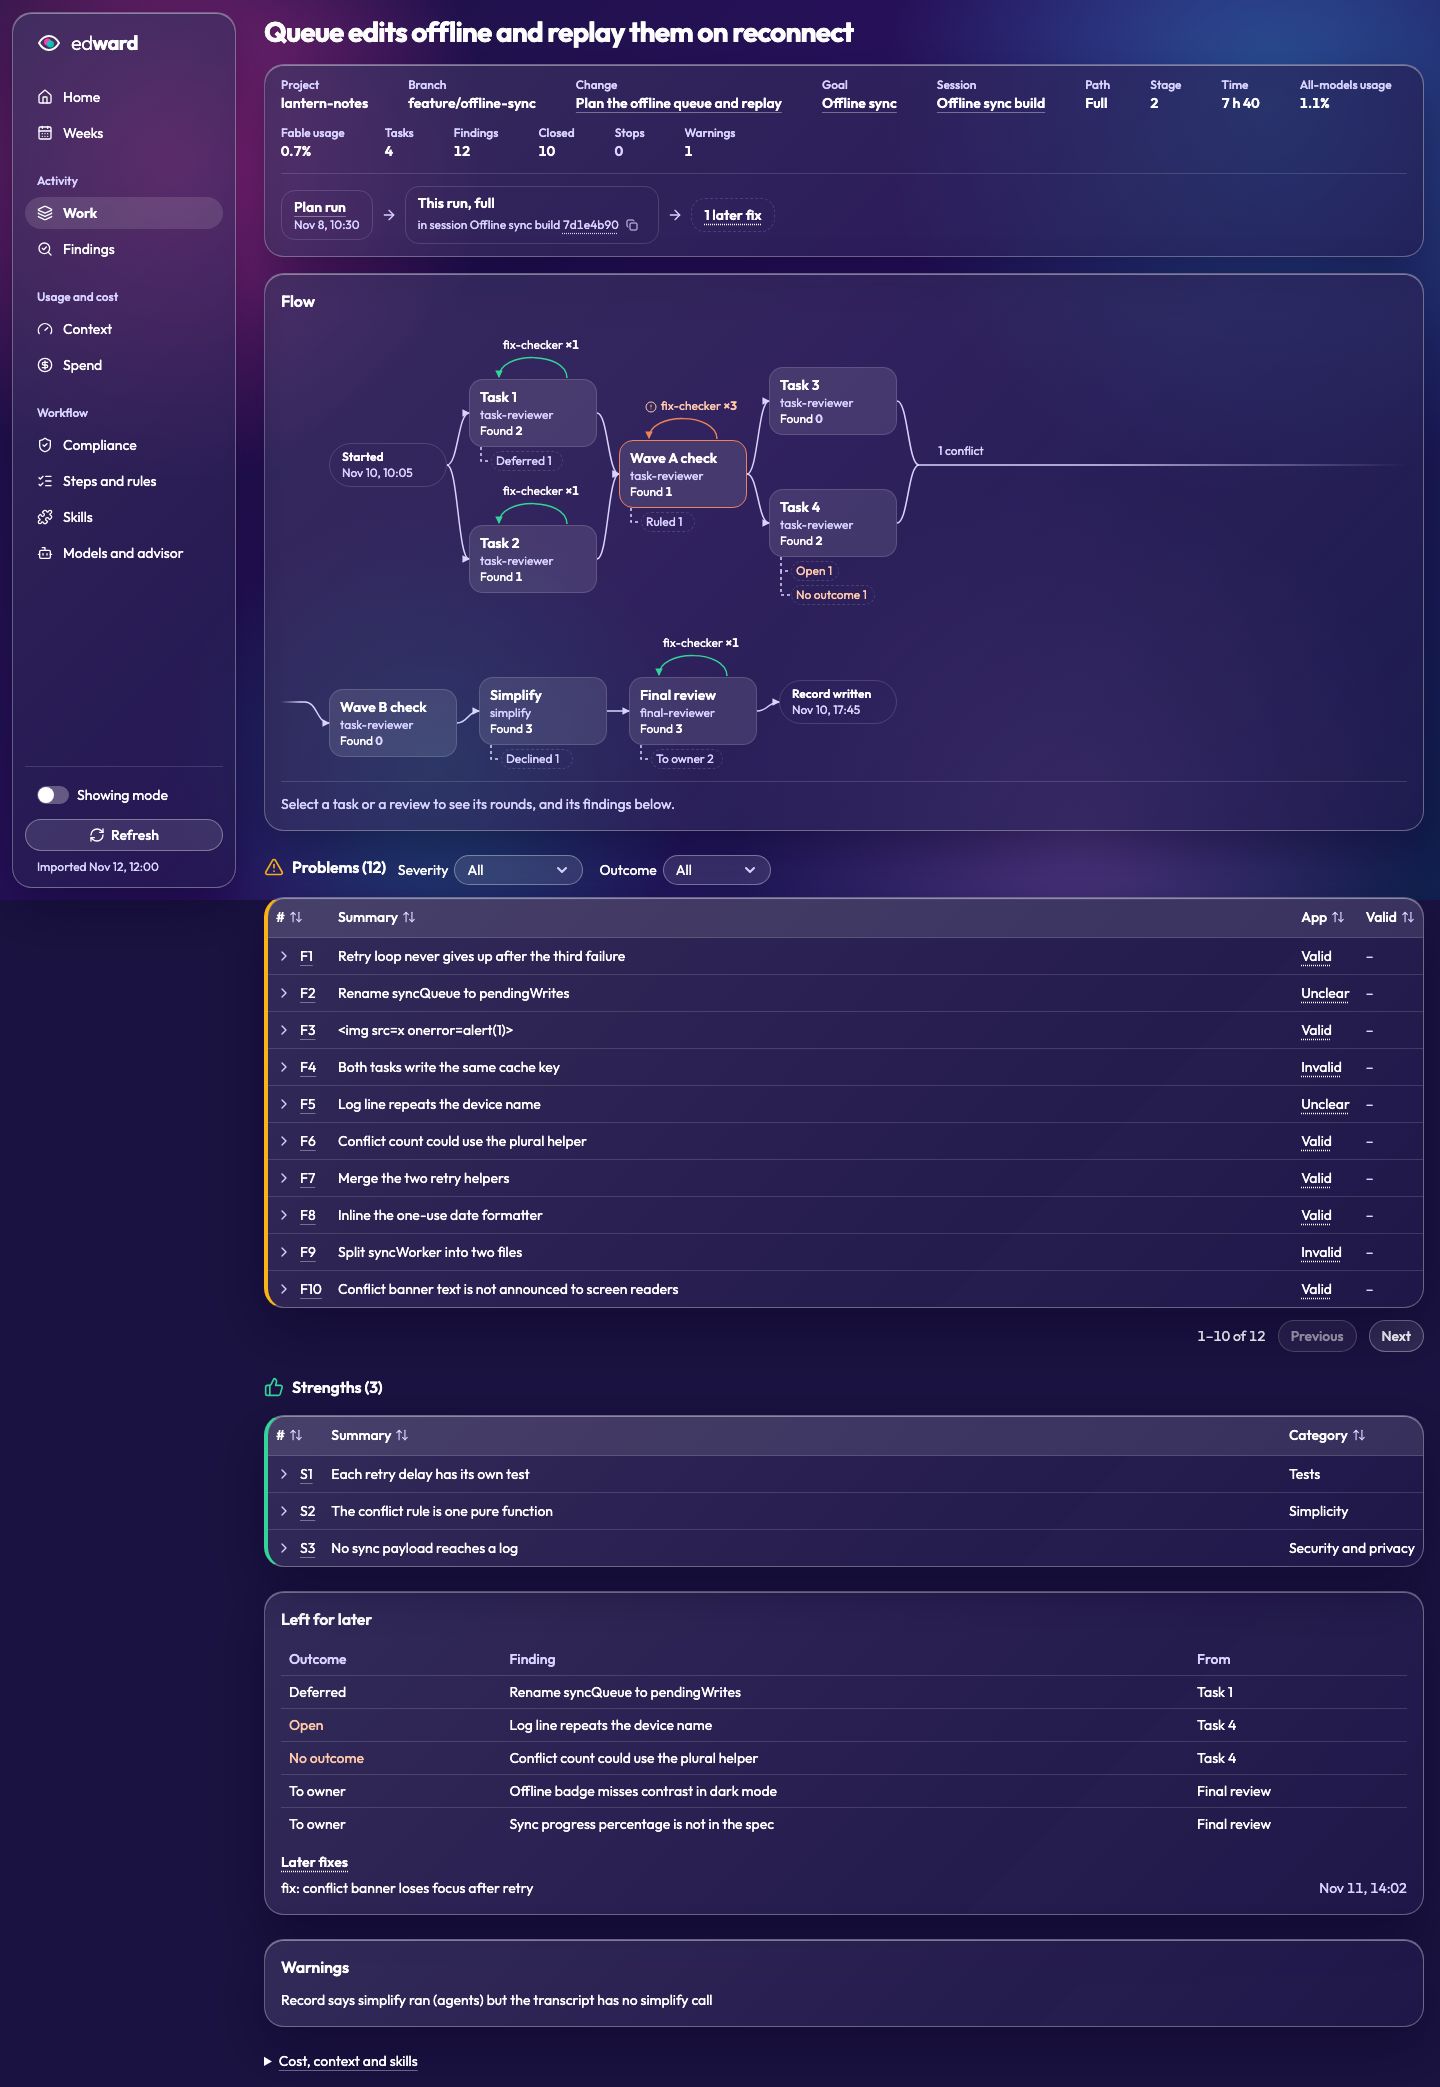 edward
Home
Weeks
Activity
Work
Findings
Usage and cost
Context
Spend
Workflow
Compliance
Steps and rules
Skills
Models and advisor
Showing mode
Refresh
Imported Nov 12, 12:00
Queue edits offline and replay them on reconnect
Project Branch Change Goal Session Path Stage Time All-models usage
lantern-notes feature/offline-sync Plan the offline queue and replay Offline sync Offline sync build Full 2 7 h 40 1.1%
Fable usage Tasks Findings Closed Stops Warnings
0.7% 4 12 10 0 1
Plan run
Nov 8, 10:30
This run, full
in session Offline sync build 7d1e4b90
1 later fix
Flow
Started
Nov 10, 10:05
fix-checker ×1
Task 1
task-reviewer
Found 2
Deferred 1
fix-checker ×1
Task 2
task-reviewer
Found 1
fix-checker ×3
Wave A check
task-reviewer
Found 1
Ruled 1
Task 3
task-reviewer
Found 0
Task 4
task-reviewer
Found 2
Open 1
No outcome 1
1 conflict
Wave B check
task-reviewer
Found 0
Simplify
simplify
Found 3
Declined 1
fix-checker ×1
Final review
final-reviewer
Found 3
To owner 2
Record written
Nov 10, 17:45
Select a task or a review to see its rounds, and its findings below.
Problems (12) Severity All Outcome All
# Summary App Valid
F1 Retry loop never gives up after the third failure Valid –
F2 Rename syncQueue to pendingWrites Unclear –
F3 <img src=x onerror=alert(1)> Valid –
F4 Both tasks write the same cache key Invalid –
F5 Log line repeats the device name Unclear –
F6 Conflict count could use the plural helper Valid –
F7 Merge the two retry helpers Valid –
F8 Inline the one-use date formatter Valid –
F9 Split syncWorker into two files Invalid –
F10 Conflict banner text is not announced to screen readers Valid –
1–10 of 12 Previous Next
Strengths (3)
# Summary Category
S1 Each retry delay has its own test Tests
S2 The conflict rule is one pure function Simplicity
S3 No sync payload reaches a log Security and privacy
Left for later
Outcome Finding From
Deferred Rename syncQueue to pendingWrites Task 1
Open Log line repeats the device name Task 4
No outcome Conflict count could use the plural helper Task 4
To owner Offline badge misses contrast in dark mode Final review
To owner Sync progress percentage is not in the spec Final review
Later fixes
fix: conflict banner loses focus after retry Nov 11, 14:02
Warnings
Record says simplify ran (agents) but the transcript has no simplify call
Cost, context and skills